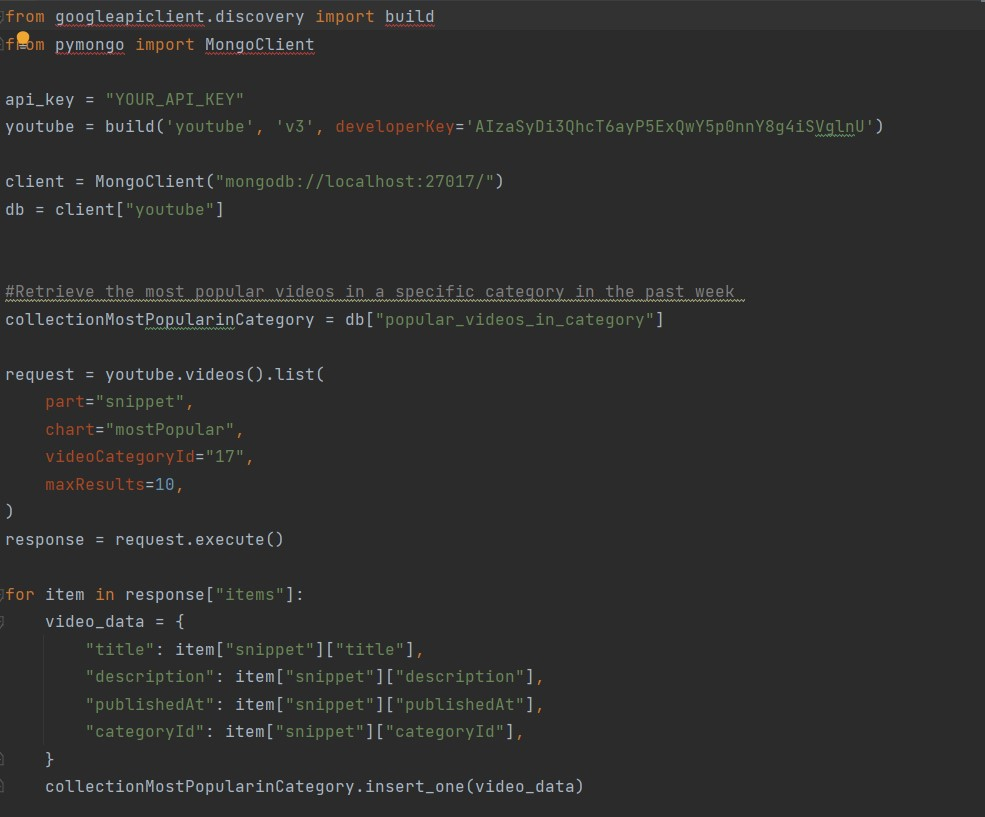 from googleapiclient.discovery import build
from pymongo import MongoClient
api_key = "YOUR_API_KEY"
youtube = build('youtube', 'v3', developerKey='AIzaSyDi3QhcT6ayP5ExQwY5p0nnY8g4iSVglnU')
client = MongoClient("mongodb://localhost:27017/")
db = client["youtube"]
#Retrieve the most popular videos in a specific category in the past week
collectionMostPopularinCategory = db["popular_videos_in_category"]
request = youtube.videos().list(
    part="snippet",
    chart="mostPopular",
    videoCategoryId="17",
    maxResults=10,
)
response = request.execute()
for item in response["items"]:
    video_data = {
        "title": item["snippet"]["title"],
        "description": item["snippet"]["description"],
        "publishedAt": item["snippet"]["publishedAt"],
        "categoryId": item["snippet"]["categoryId"],
    }
    collectionMostPopularinCategory.insert_one(video_data)